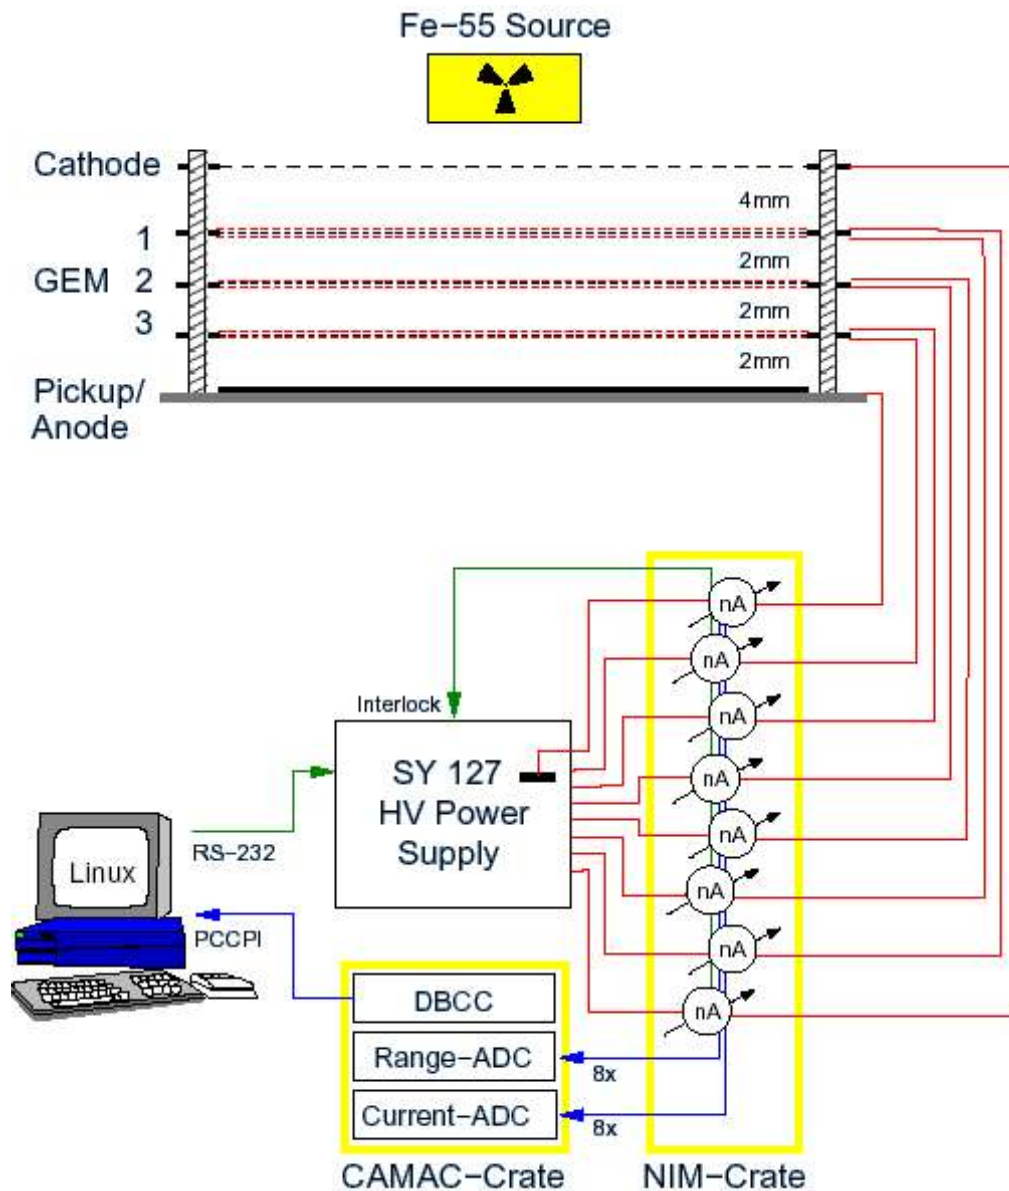 Fe-55 Source
Cathode
4mm
1
2mm
GEM 2
2mm
3
2mm
Pickup/
Anode
nA
nA
Interlock
nA
SY 127
HV Power
Supply
nA
RS-232
nA
Linux
nA
PCCPI
nA
DBCC
nA
Range-ADC
8x
Current-ADC
8x
CAMAC-Crate
NIM-Crate